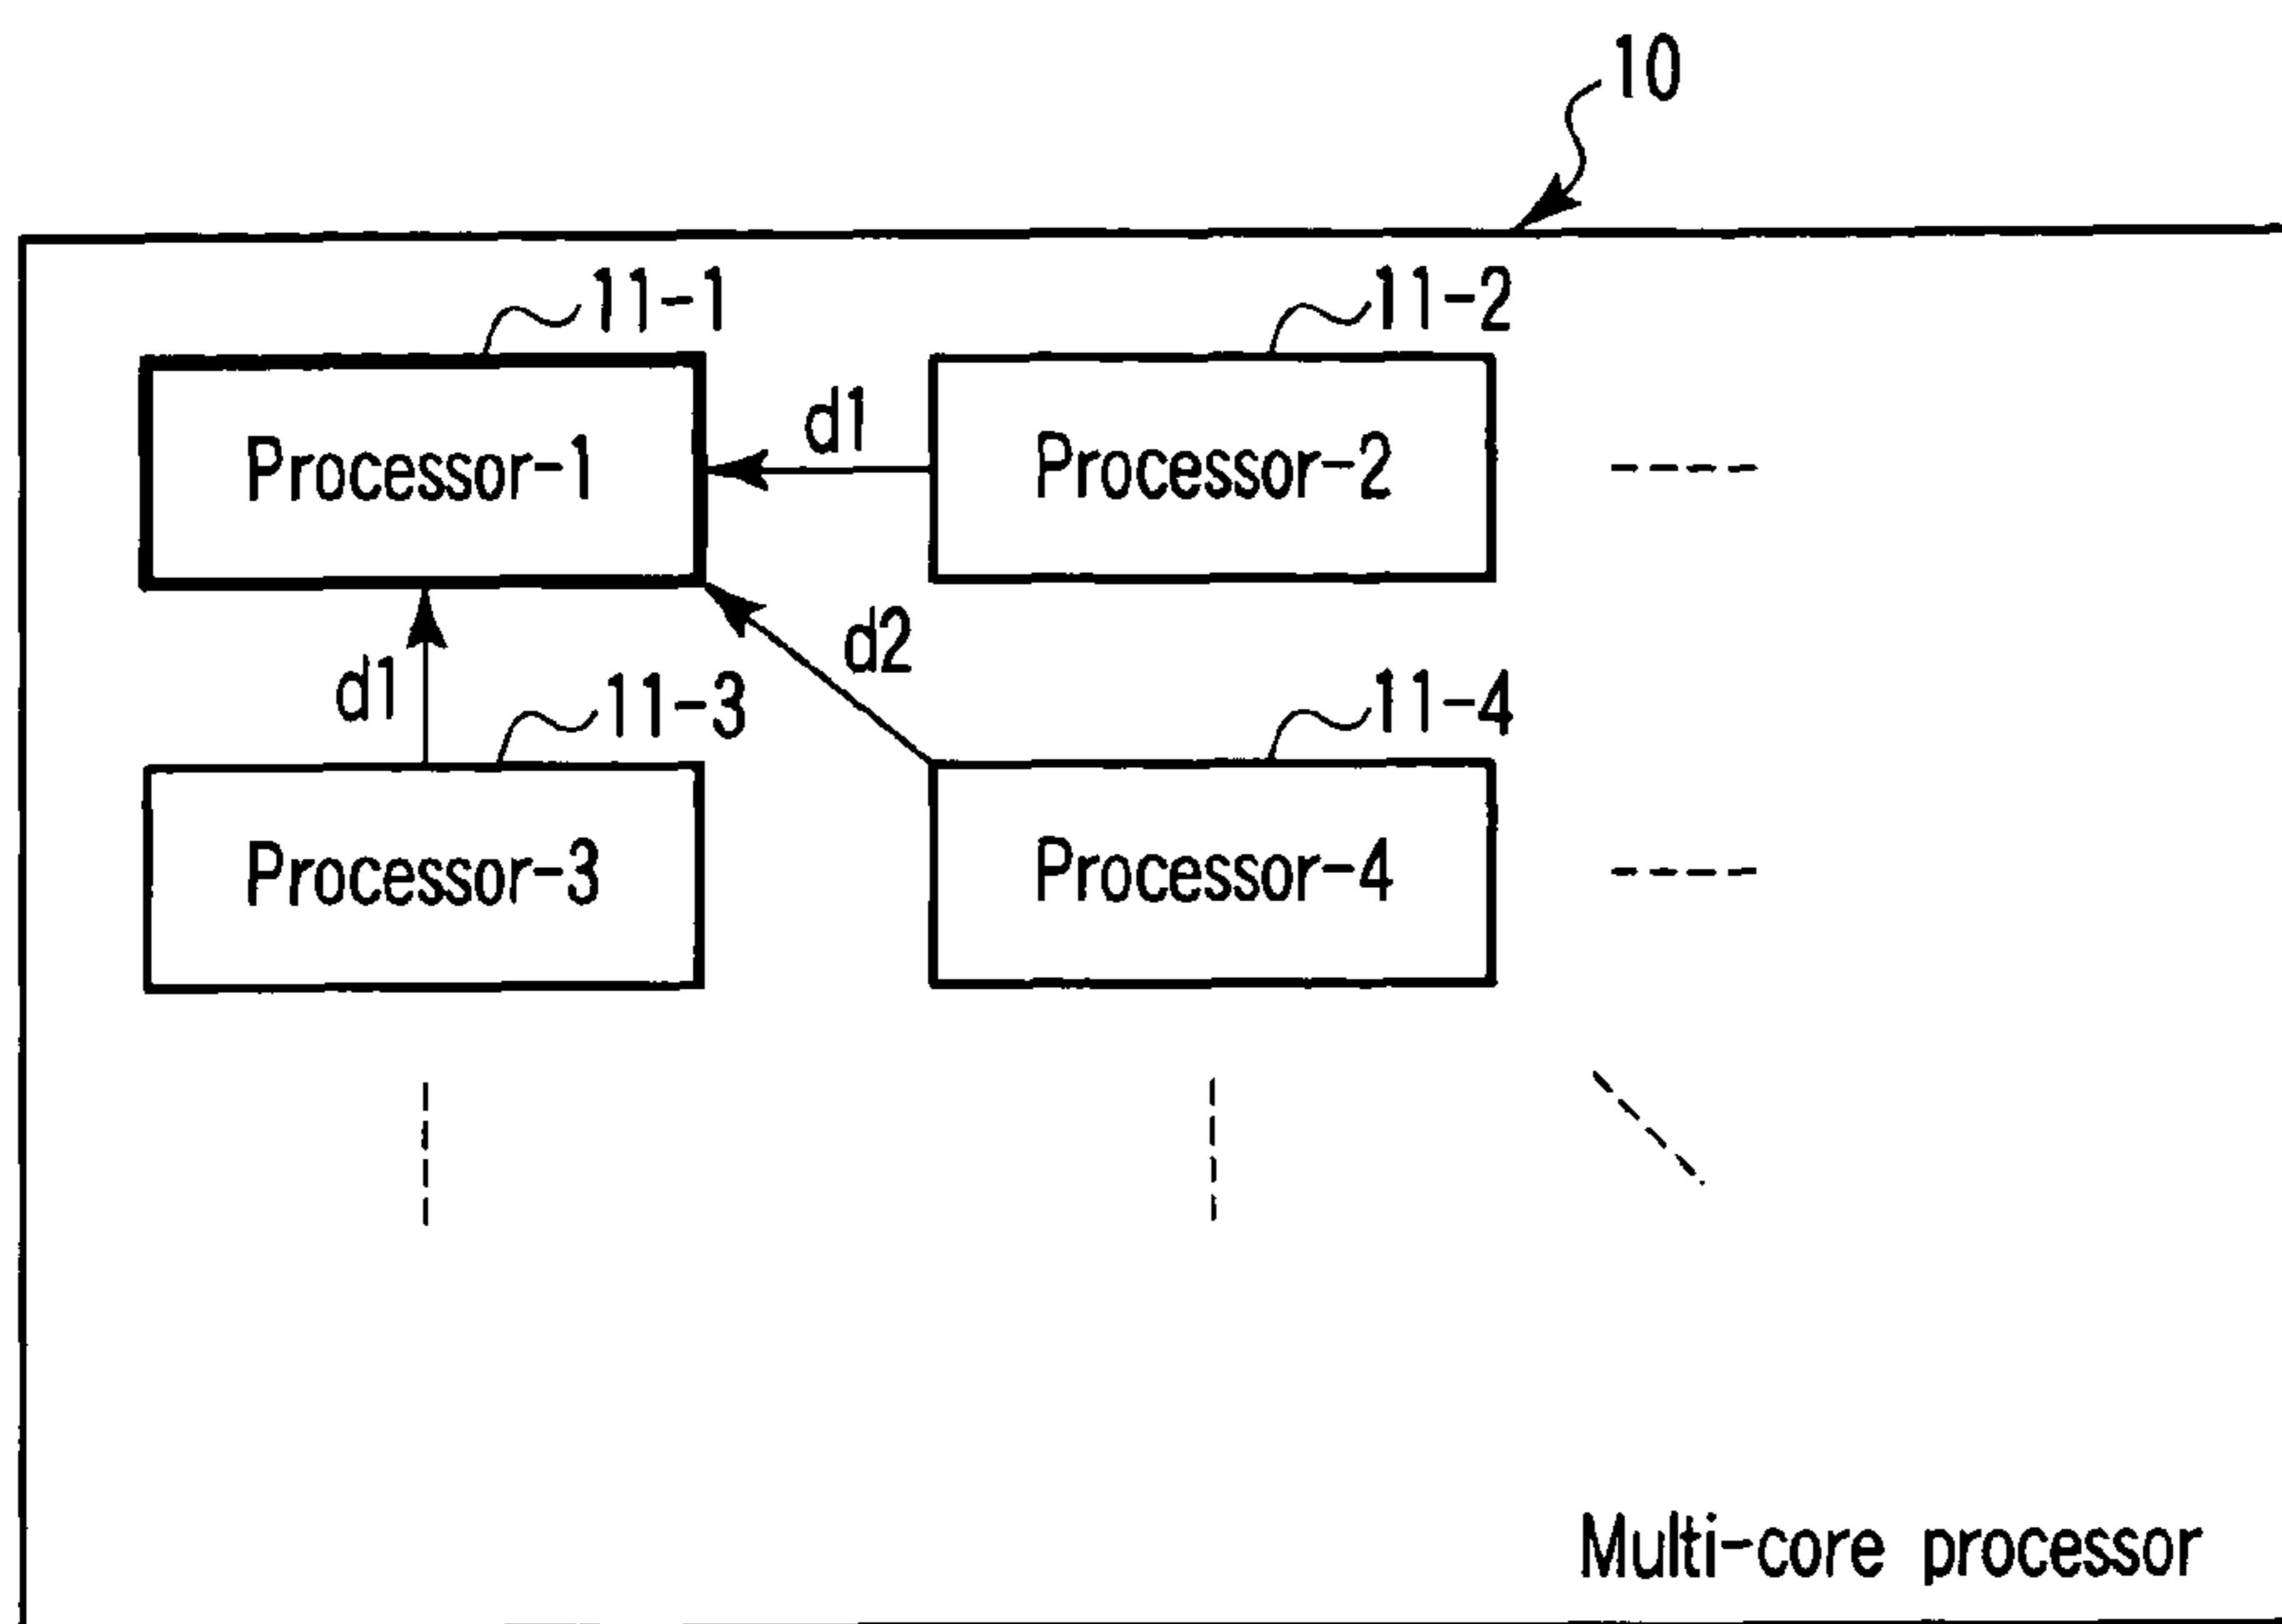 10
11-1
11-2
Processor-1
d1
Processor-2
d2
d1
11-3
11-4
Processor-3
Processor-4
Multi-core processor